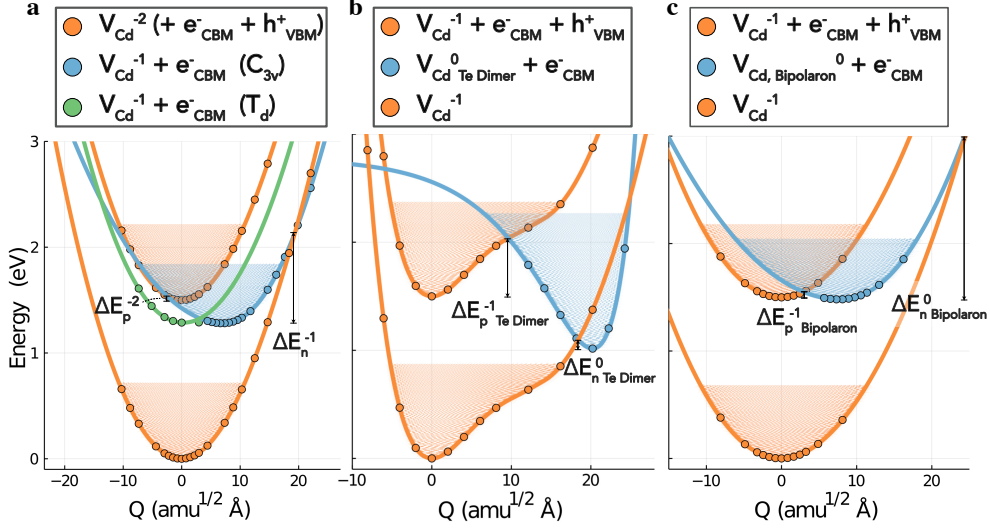 a
V_Cd^-2 (+ e^-_CBM + h^+_VBM)
V_Cd^-1 + e^-_CBM (C_3v)
V_Cd^-1 + e^-_CBM (T_d)
b
V_Cd^-1 + e^-_CBM + h^+_VBM
V_Cd^0 Te Dimer + e^-_CBM
V_Cd^-1
c
V_Cd^-1 + e^-_CBM + h^+_VBM
V_Cd, Bipolaron^0 + e^-_CBM
V_Cd^-1
Energy (eV)
3
2
1
0
ΔE_p^-2
ΔE_n^-1
−20 −10 0 10 20
Q (amu^1/2 Å)
ΔE_p^-1 Te Dimer
ΔE_n^0 Te Dimer
−10 0 10 20
Q (amu^1/2 Å)
ΔE_p^-1 Bipolaron
ΔE_n^0 Bipolaron
−10 0 10 20
Q (amu^1/2 Å)